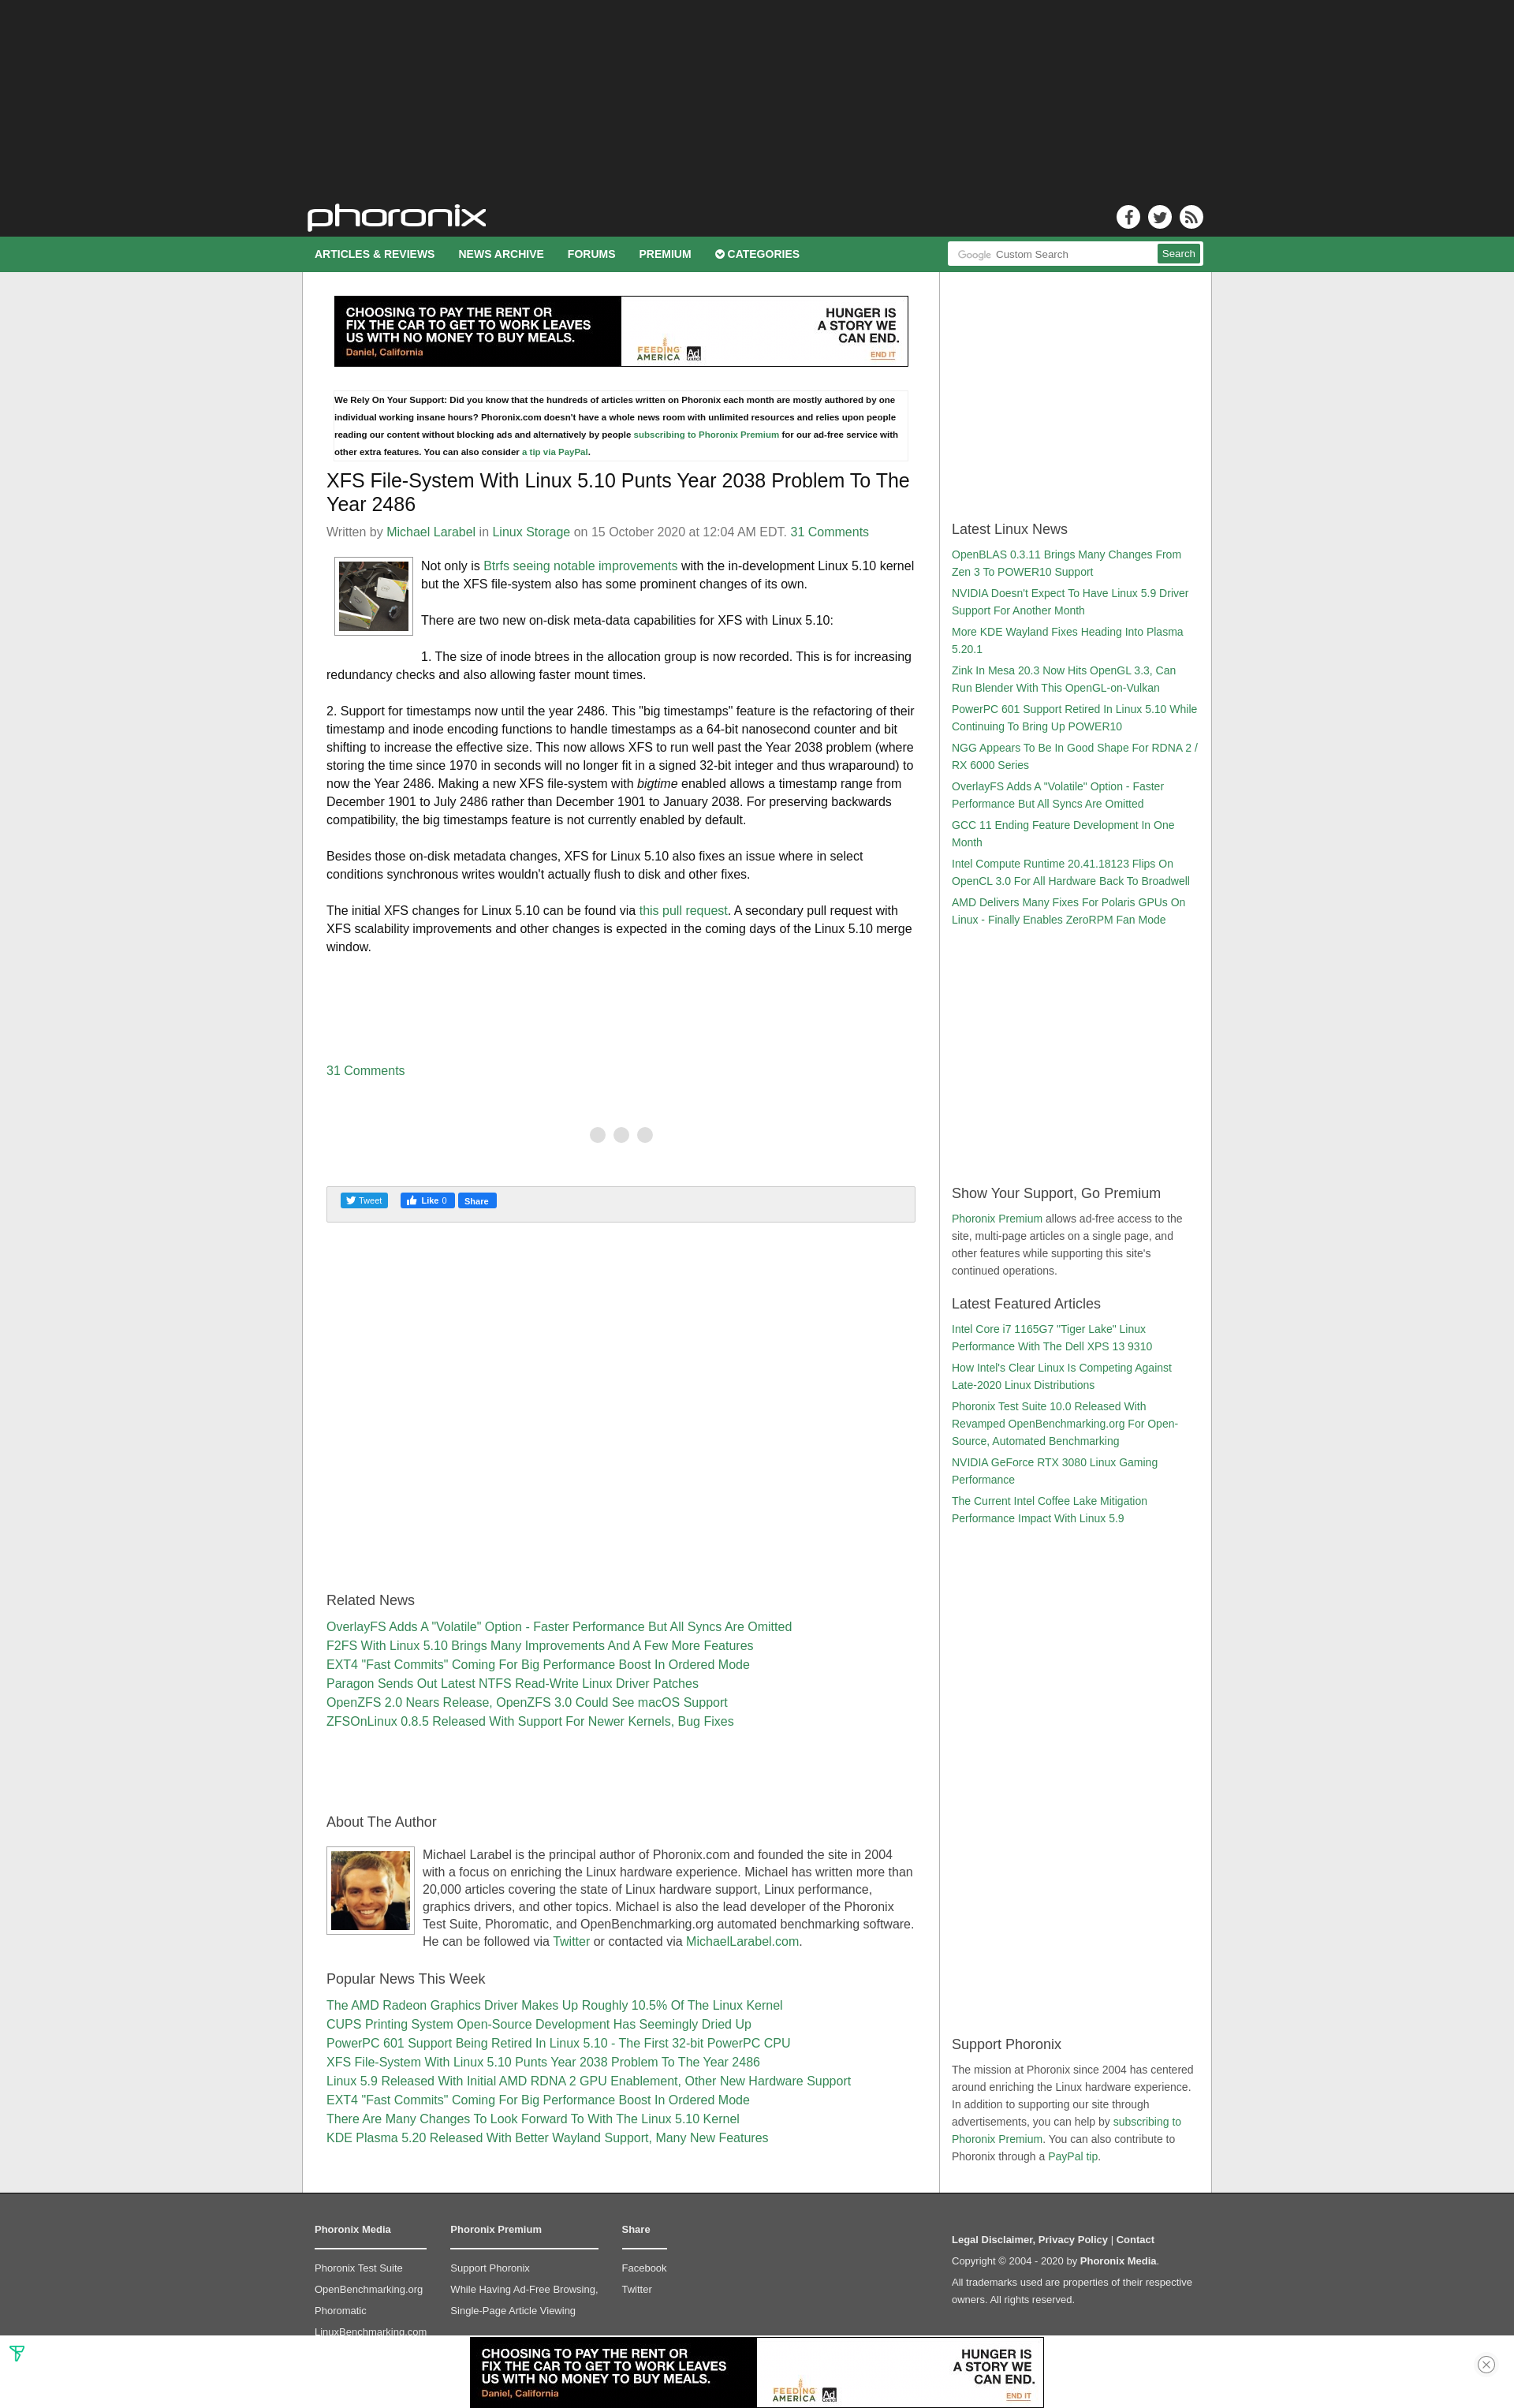 phoronix
ARTICLES & REVIEWS NEWS ARCHIVE FORUMS PREMIUM CATEGORIES
Google Custom Search Search
CHOOSING TO PAY THE RENT OR
FIX THE CAR TO GET TO WORK LEAVES
US WITH NO MONEY TO BUY MEALS.
Daniel, California
FEEDING
AMERICA
Ad
HUNGER IS
A STORY WE
CAN END.
END IT
We Rely On Your Support: Did you know that the hundreds of articles written on Phoronix each month are mostly authored by one
individual working insane hours? Phoronix.com doesn't have a whole news room with unlimited resources and relies upon people
reading our content without blocking ads and alternatively by people subscribing to Phoronix Premium for our ad-free service with
other extra features. You can also consider a tip via PayPal.
XFS File-System With Linux 5.10 Punts Year 2038 Problem To The
Year 2486
Written by Michael Larabel in Linux Storage on 15 October 2020 at 12:04 AM EDT. 31 Comments
Not only is Btrfs seeing notable improvements with the in-development Linux 5.10 kernel
but the XFS file-system also has some prominent changes of its own.
There are two new on-disk meta-data capabilities for XFS with Linux 5.10:
1. The size of inode btrees in the allocation group is now recorded. This is for increasing
redundancy checks and also allowing faster mount times.
2. Support for timestamps now until the year 2486. This "big timestamps" feature is the refactoring of their
timestamp and inode encoding functions to handle timestamps as a 64-bit nanosecond counter and bit
shifting to increase the effective size. This now allows XFS to run well past the Year 2038 problem (where
storing the time since 1970 in seconds will no longer fit in a signed 32-bit integer and thus wraparound) to
now the Year 2486. Making a new XFS file-system with bigtime enabled allows a timestamp range from
December 1901 to July 2486 rather than December 1901 to January 2038. For preserving backwards
compatibility, the big timestamps feature is not currently enabled by default.
Besides those on-disk metadata changes, XFS for Linux 5.10 also fixes an issue where in select
conditions synchronous writes wouldn't actually flush to disk and other fixes.
The initial XFS changes for Linux 5.10 can be found via this pull request. A secondary pull request with
XFS scalability improvements and other changes is expected in the coming days of the Linux 5.10 merge
window.
31 Comments
Tweet Like 0 Share
Related News
OverlayFS Adds A "Volatile" Option - Faster Performance But All Syncs Are Omitted
F2FS With Linux 5.10 Brings Many Improvements And A Few More Features
EXT4 "Fast Commits" Coming For Big Performance Boost In Ordered Mode
Paragon Sends Out Latest NTFS Read-Write Linux Driver Patches
OpenZFS 2.0 Nears Release, OpenZFS 3.0 Could See macOS Support
ZFSOnLinux 0.8.5 Released With Support For Newer Kernels, Bug Fixes
About The Author
Michael Larabel is the principal author of Phoronix.com and founded the site in 2004
with a focus on enriching the Linux hardware experience. Michael has written more than
20,000 articles covering the state of Linux hardware support, Linux performance,
graphics drivers, and other topics. Michael is also the lead developer of the Phoronix
Test Suite, Phoromatic, and OpenBenchmarking.org automated benchmarking software.
He can be followed via Twitter or contacted via MichaelLarabel.com.
Popular News This Week
The AMD Radeon Graphics Driver Makes Up Roughly 10.5% Of The Linux Kernel
CUPS Printing System Open-Source Development Has Seemingly Dried Up
PowerPC 601 Support Being Retired In Linux 5.10 - The First 32-bit PowerPC CPU
XFS File-System With Linux 5.10 Punts Year 2038 Problem To The Year 2486
Linux 5.9 Released With Initial AMD RDNA 2 GPU Enablement, Other New Hardware Support
EXT4 "Fast Commits" Coming For Big Performance Boost In Ordered Mode
There Are Many Changes To Look Forward To With The Linux 5.10 Kernel
KDE Plasma 5.20 Released With Better Wayland Support, Many New Features
Latest Linux News
OpenBLAS 0.3.11 Brings Many Changes From
Zen 3 To POWER10 Support
NVIDIA Doesn't Expect To Have Linux 5.9 Driver
Support For Another Month
More KDE Wayland Fixes Heading Into Plasma
5.20.1
Zink In Mesa 20.3 Now Hits OpenGL 3.3, Can
Run Blender With This OpenGL-on-Vulkan
PowerPC 601 Support Retired In Linux 5.10 While
Continuing To Bring Up POWER10
NGG Appears To Be In Good Shape For RDNA 2 /
RX 6000 Series
OverlayFS Adds A "Volatile" Option - Faster
Performance But All Syncs Are Omitted
GCC 11 Ending Feature Development In One
Month
Intel Compute Runtime 20.41.18123 Flips On
OpenCL 3.0 For All Hardware Back To Broadwell
AMD Delivers Many Fixes For Polaris GPUs On
Linux - Finally Enables ZeroRPM Fan Mode
Show Your Support, Go Premium
Phoronix Premium allows ad-free access to the
site, multi-page articles on a single page, and
other features while supporting this site's
continued operations.
Latest Featured Articles
Intel Core i7 1165G7 "Tiger Lake" Linux
Performance With The Dell XPS 13 9310
How Intel's Clear Linux Is Competing Against
Late-2020 Linux Distributions
Phoronix Test Suite 10.0 Released With
Revamped OpenBenchmarking.org For Open-
Source, Automated Benchmarking
NVIDIA GeForce RTX 3080 Linux Gaming
Performance
The Current Intel Coffee Lake Mitigation
Performance Impact With Linux 5.9
Support Phoronix
The mission at Phoronix since 2004 has centered
around enriching the Linux hardware experience.
In addition to supporting our site through
advertisements, you can help by subscribing to
Phoronix Premium. You can also contribute to
Phoronix through a PayPal tip.
Phoronix Media
Phoronix Test Suite
OpenBenchmarking.org
Phoromatic
LinuxBenchmarking.com
Phoronix Premium
Support Phoronix
While Having Ad-Free Browsing,
Single-Page Article Viewing
Share
Facebook
Twitter
Legal Disclaimer, Privacy Policy | Contact
Copyright © 2004 - 2020 by Phoronix Media.
All trademarks used are properties of their respective
owners. All rights reserved.
CHOOSING TO PAY THE RENT OR
FIX THE CAR TO GET TO WORK LEAVES
US WITH NO MONEY TO BUY MEALS.
Daniel, California
FEEDING
AMERICA
Ad
HUNGER IS
A STORY WE
CAN END.
END IT